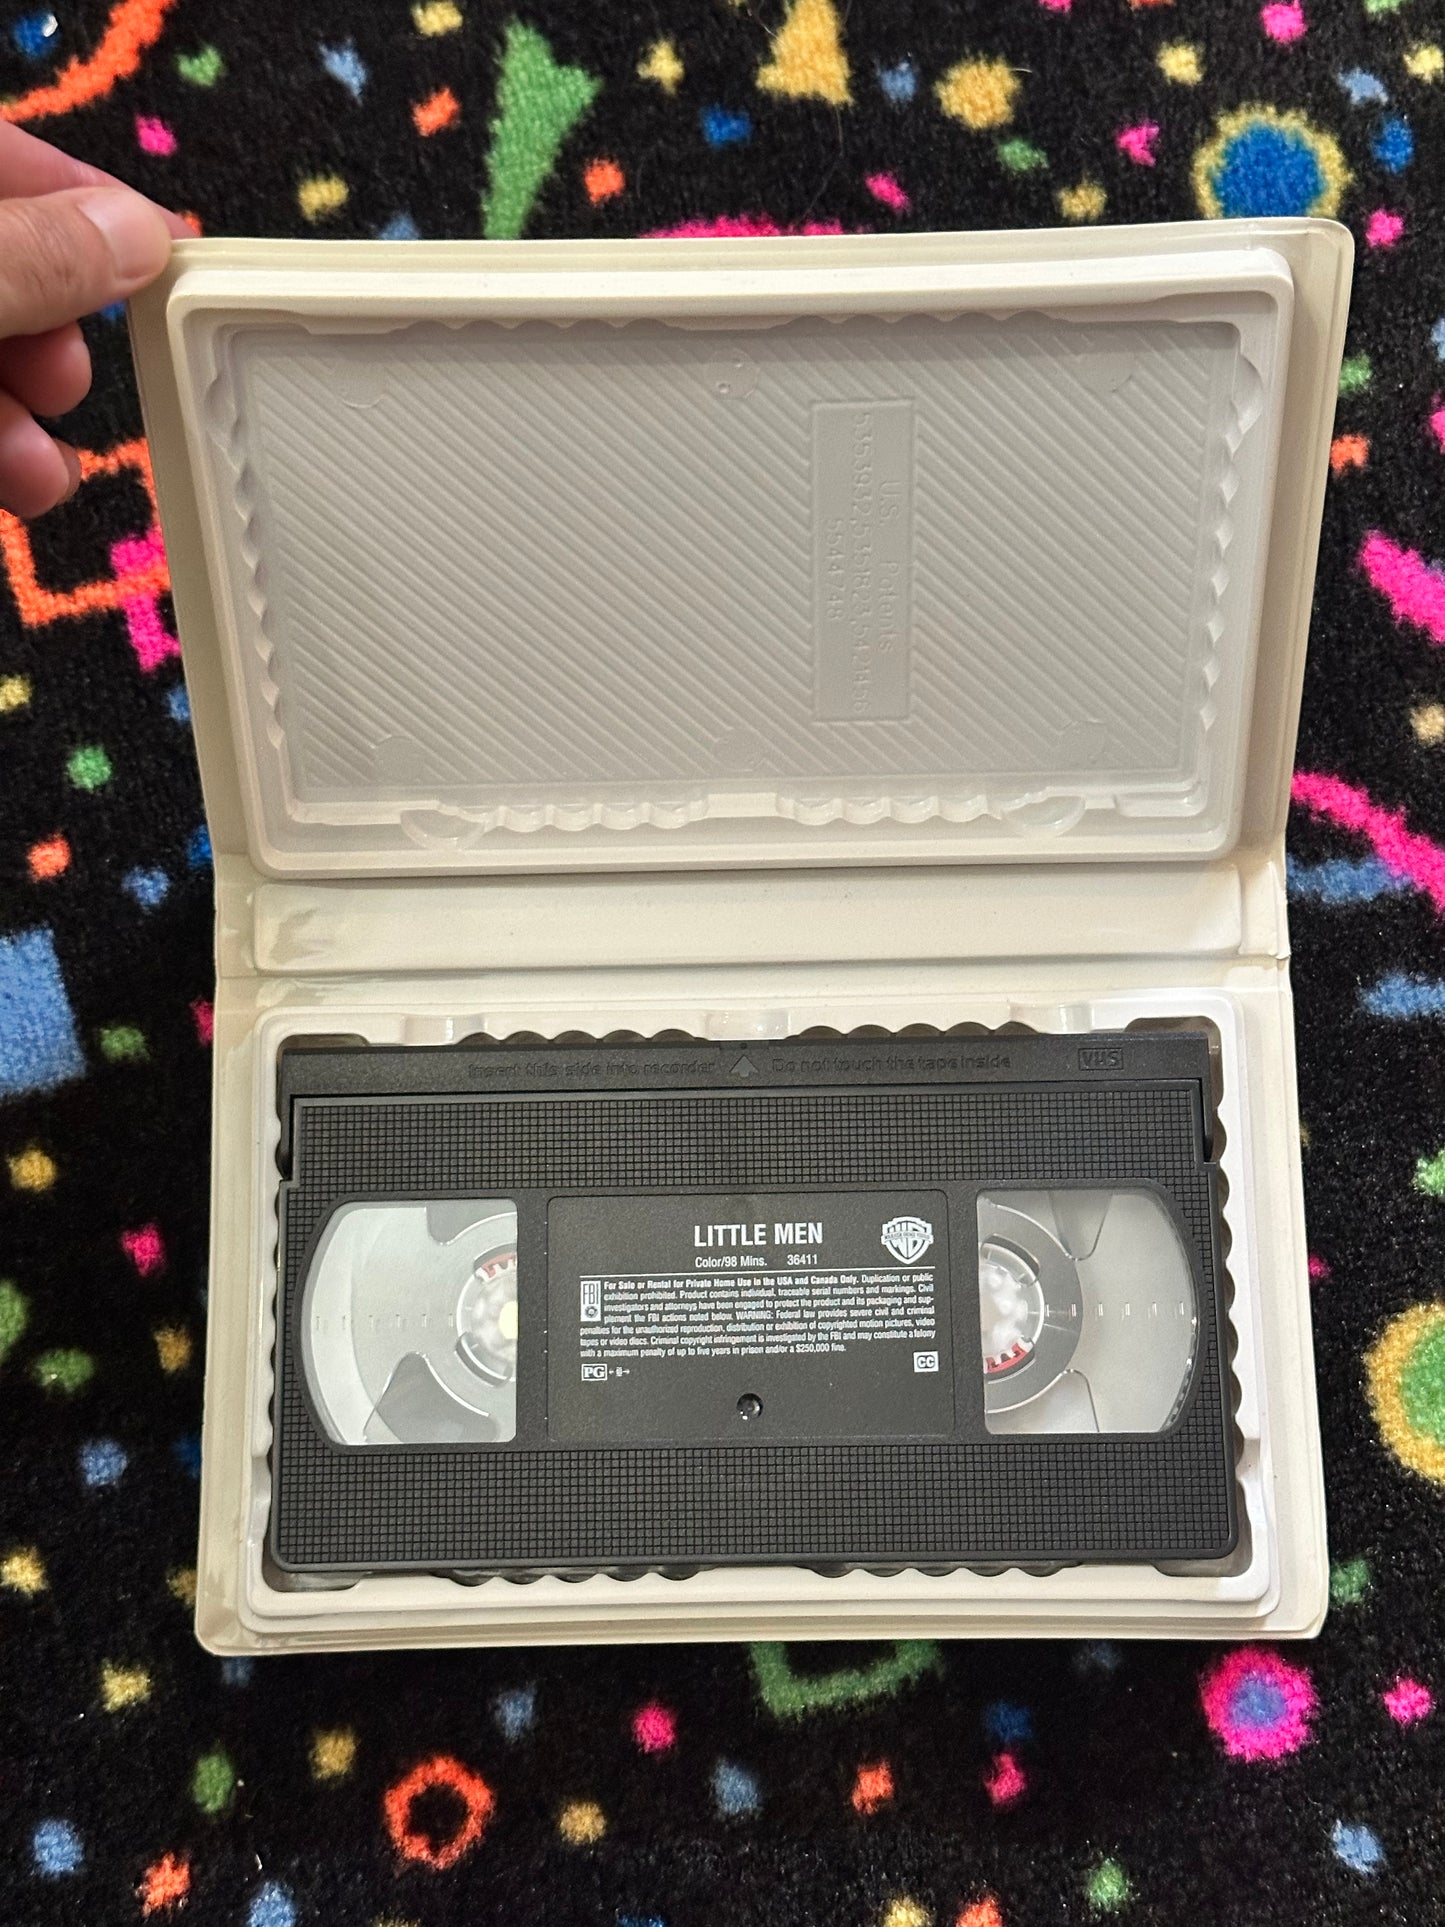 U.S. Patents
5544748
Insert this side into recorder Do not touch the tape inside VHS
LITTLE MEN
Color/98 Mins. 36411
WB
FBI
For Sale or Rental for Private Home Use in the USA and Canada Only. Duplication or public
exhibition prohibited. Product contains individual, traceable serial numbers and markings. Civil
investigators and attorneys have been engaged to protect the product and its packaging and sup-
plement the FBI actions noted below. WARNING: Federal law provides severe civil and criminal
penalties for the unauthorized reproduction, distribution or exhibition of copyrighted motion pictures, video
tapes or video discs. Criminal copyright infringement is investigated by the FBI and may constitute a felony
with a maximum penalty of up to five years in prison and/or a $250,000 fine.
PG CC